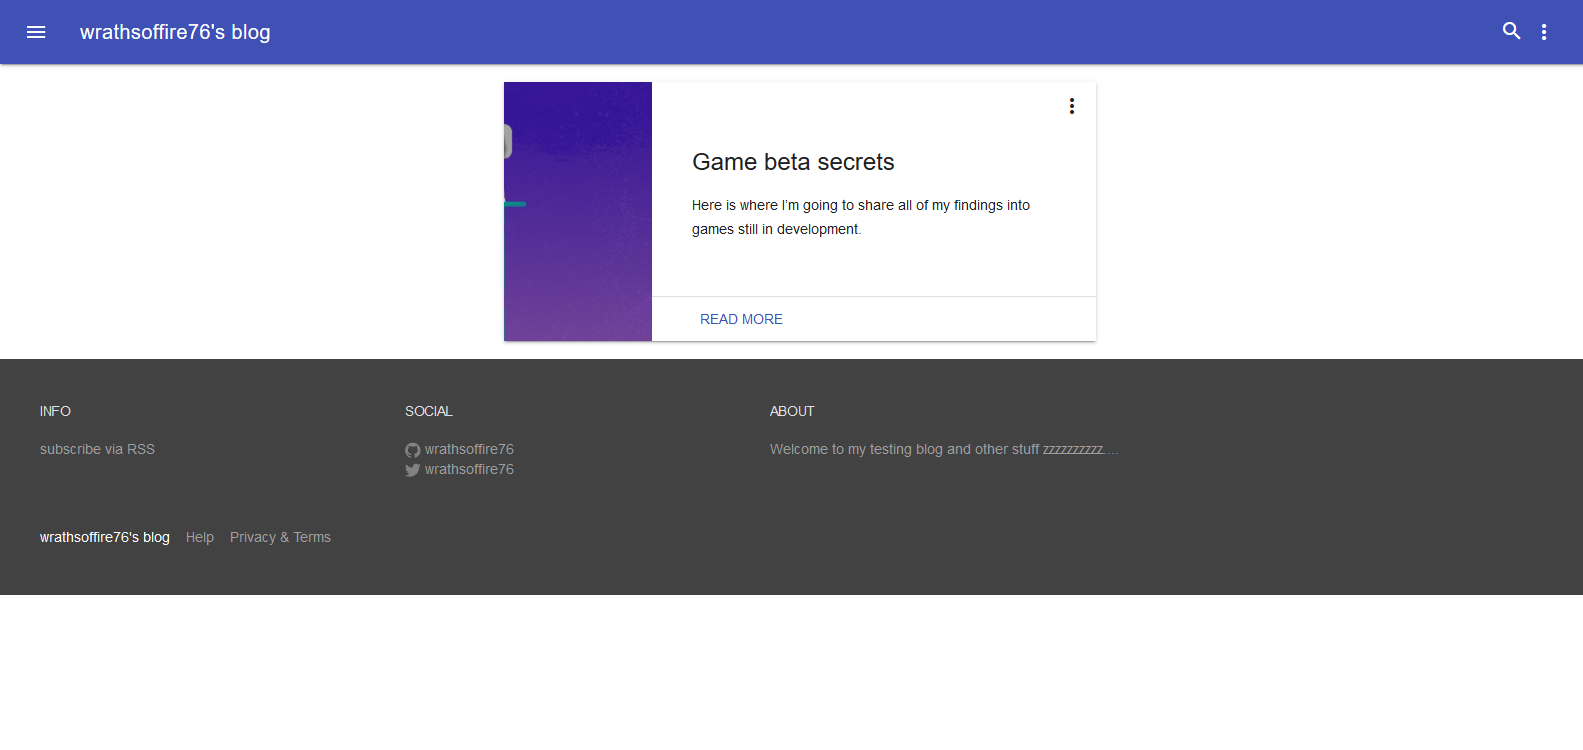 wrathsoffire76's blog
Game beta secrets
Here is where I'm going to share all of my findings into
games still in development.
READ MORE
INFO
subscribe via RSS
SOCIAL
wrathsoffire76
wrathsoffire76
ABOUT
Welcome to my testing blog and other stuff zzzzzzzzzz....
wrathsoffire76's blog Help Privacy & Terms